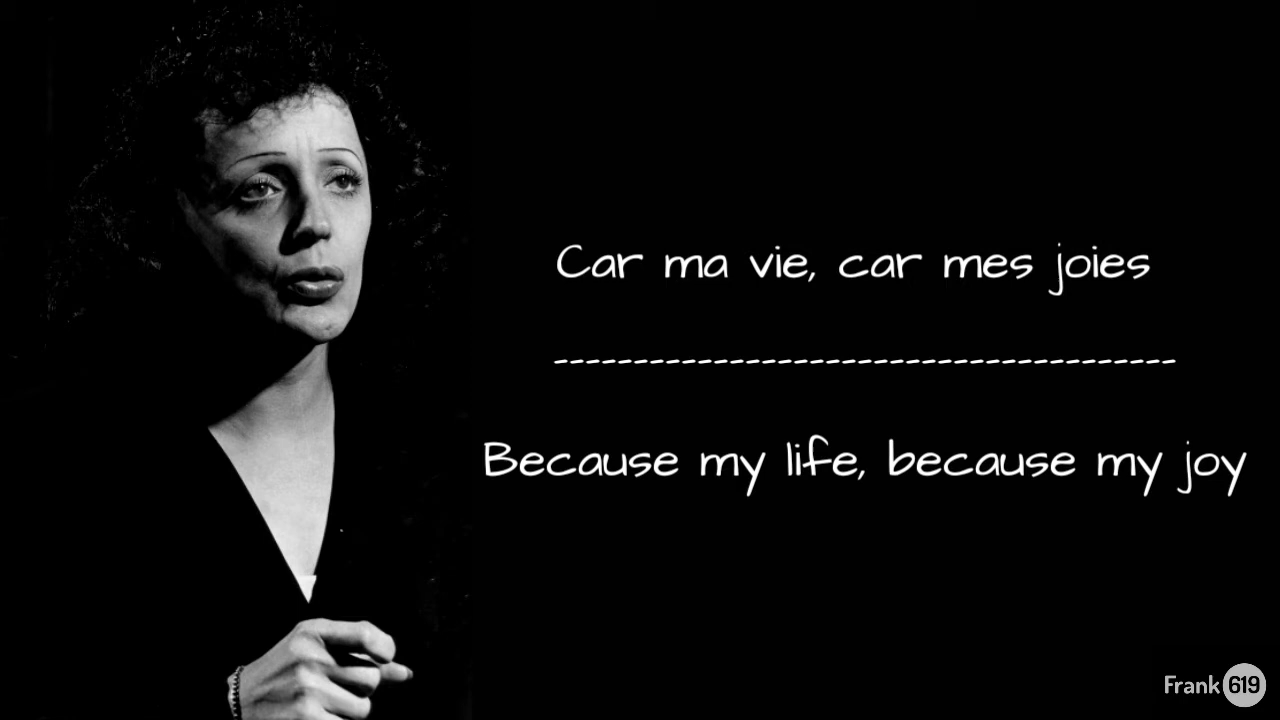 Car ma vie, car mes joies
---------------------------------------
Because my life, because my joy
Frank 619